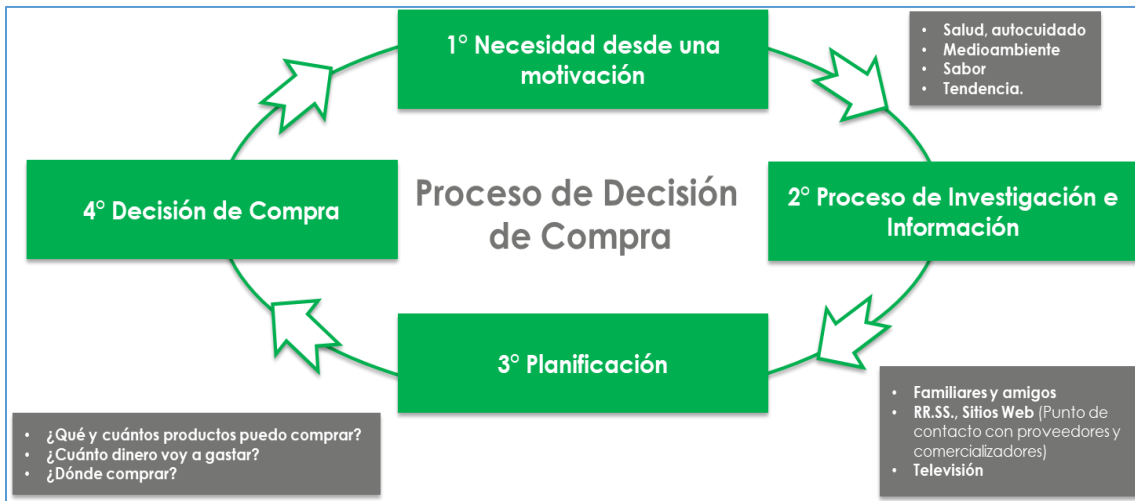 1° Necesidad desde una
motivación
• Salud, autocuidado
• Medioambiente
• Sabor
• Tendencia.
4° Decisión de Compra
Proceso de Decisión
de Compra
2° Proceso de Investigación e
Información
3° Planificación
• Familiares y amigos
• RR.SS., Sitios Web (Punto de
contacto con proveedores y
comercializadores)
• Televisión
• ¿Qué y cuántos productos puedo comprar?
• ¿Cuánto dinero voy a gastar?
• ¿Dónde comprar?